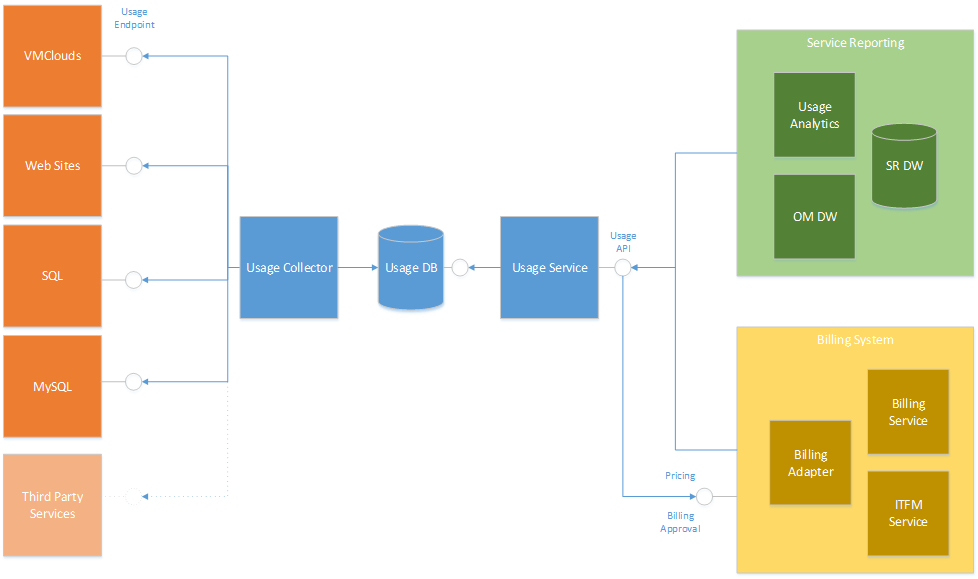 Usage
Endpoint
VMClouds
Web Sites
SQL
MySQL
Third Party
Services
Usage Collector
Usage DB
Usage Service
Usage
API
Service Reporting
Usage
Analytics
SR DW
OM DW
Billing System
Billing
Service
Billing
Adapter
ITFM
Service
Pricing
Billing
Approval